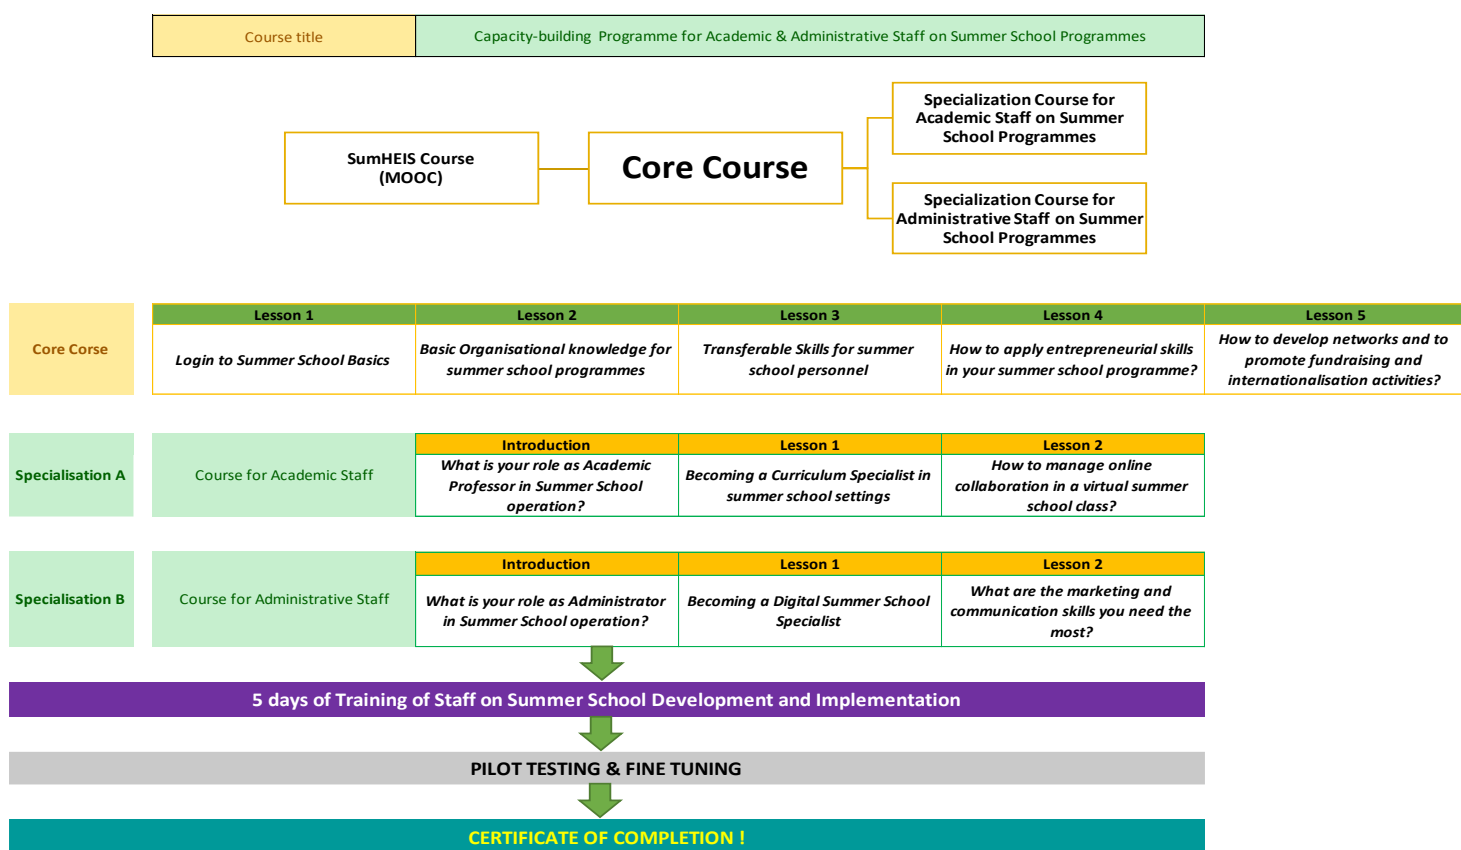 Course title
Capacity-building Programme for Academic & Administrative Staff on Summer School Programmes
SumHEIS Course
(MOOC)
Core Course
Specialization Course for
Academic Staff on Summer
School Programmes
Specialization Course for
Administrative Staff on Summer
School Programmes
Core Corse
Lesson 1
Login to Summer School Basics
Lesson 2
Basic Organisational knowledge for
summer school programmes
Lesson 3
Transferable Skills for summer
school personnel
Lesson 4
How to apply entrepreneurial skills
in your summer school programme?
Lesson 5
How to develop networks and to
promote fundraising and
internationalisation activities?
Specialisation A
Course for Academic Staff
Introduction
What is your role as Academic
Professor in Summer School
operation?
Lesson 1
Becoming a Curriculum Specialist in
summer school settings
Lesson 2
How to manage online
collaboration in a virtual summer
school class?
Specialisation B
Course for Administrative Staff
Introduction
What is your role as Administrator
in Summer School operation?
Lesson 1
Becoming a Digital Summer School
Specialist
Lesson 2
What are the marketing and
communication skills you need the
most?
5 days of Training of Staff on Summer School Development and Implementation
PILOT TESTING & FINE TUNING
CERTIFICATE OF COMPLETION !